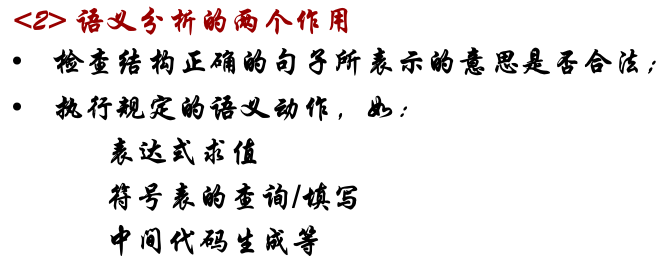 <2> 语义分析的两个作用
• 检查结构正确的句子所表示的意思是否合法；
• 执行规定的语义动作，如：
表达式求值
符号表的查询/填写
中间代码生成等